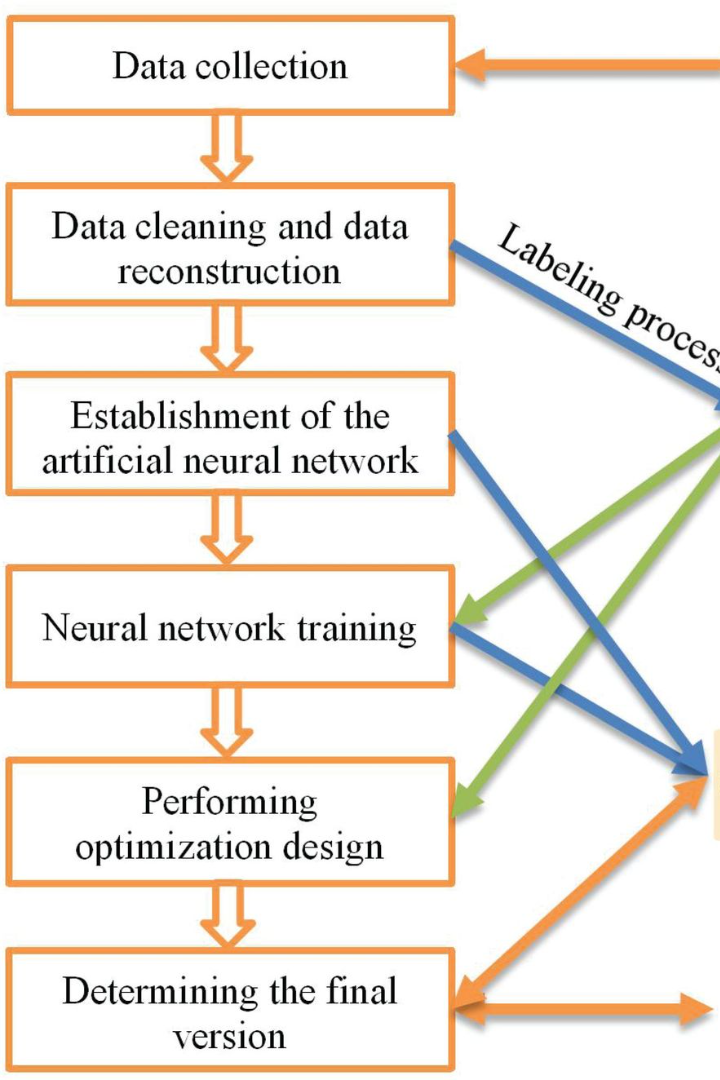 Data collection
Data cleaning and data
reconstruction
Labeling process
Establishment of the
artificial neural network
Neural network training
Performing
optimization design
Determining the final
version